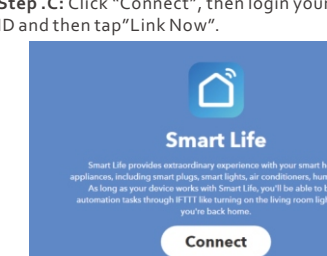 Step .C: Click "Connect", then login your
ID and then tap"Link Now".
Smart Life
Smart Life provides extraordinary experience with your smart h
appliances, including smart plugs, smart lights, air conditioners, hum
As long as your device works with Smart Life, you'll be able to b
automation tasks through IFTTT like turning on the living room ligh
you're back home.
Connect